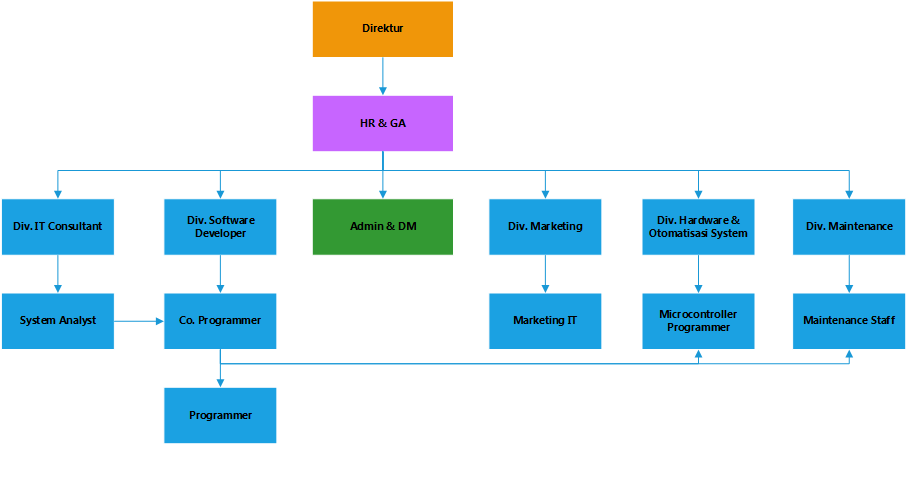 Direktur
HR & GA
Div. IT Consultant
Div. Software
Developer
Admin & DM
Div. Marketing
Div. Hardware &
Otomatisasi System
Div. Maintenance
System Analyst
Co. Programmer
Marketing IT
Microcontroller
Programmer
Maintenance Staff
Programmer